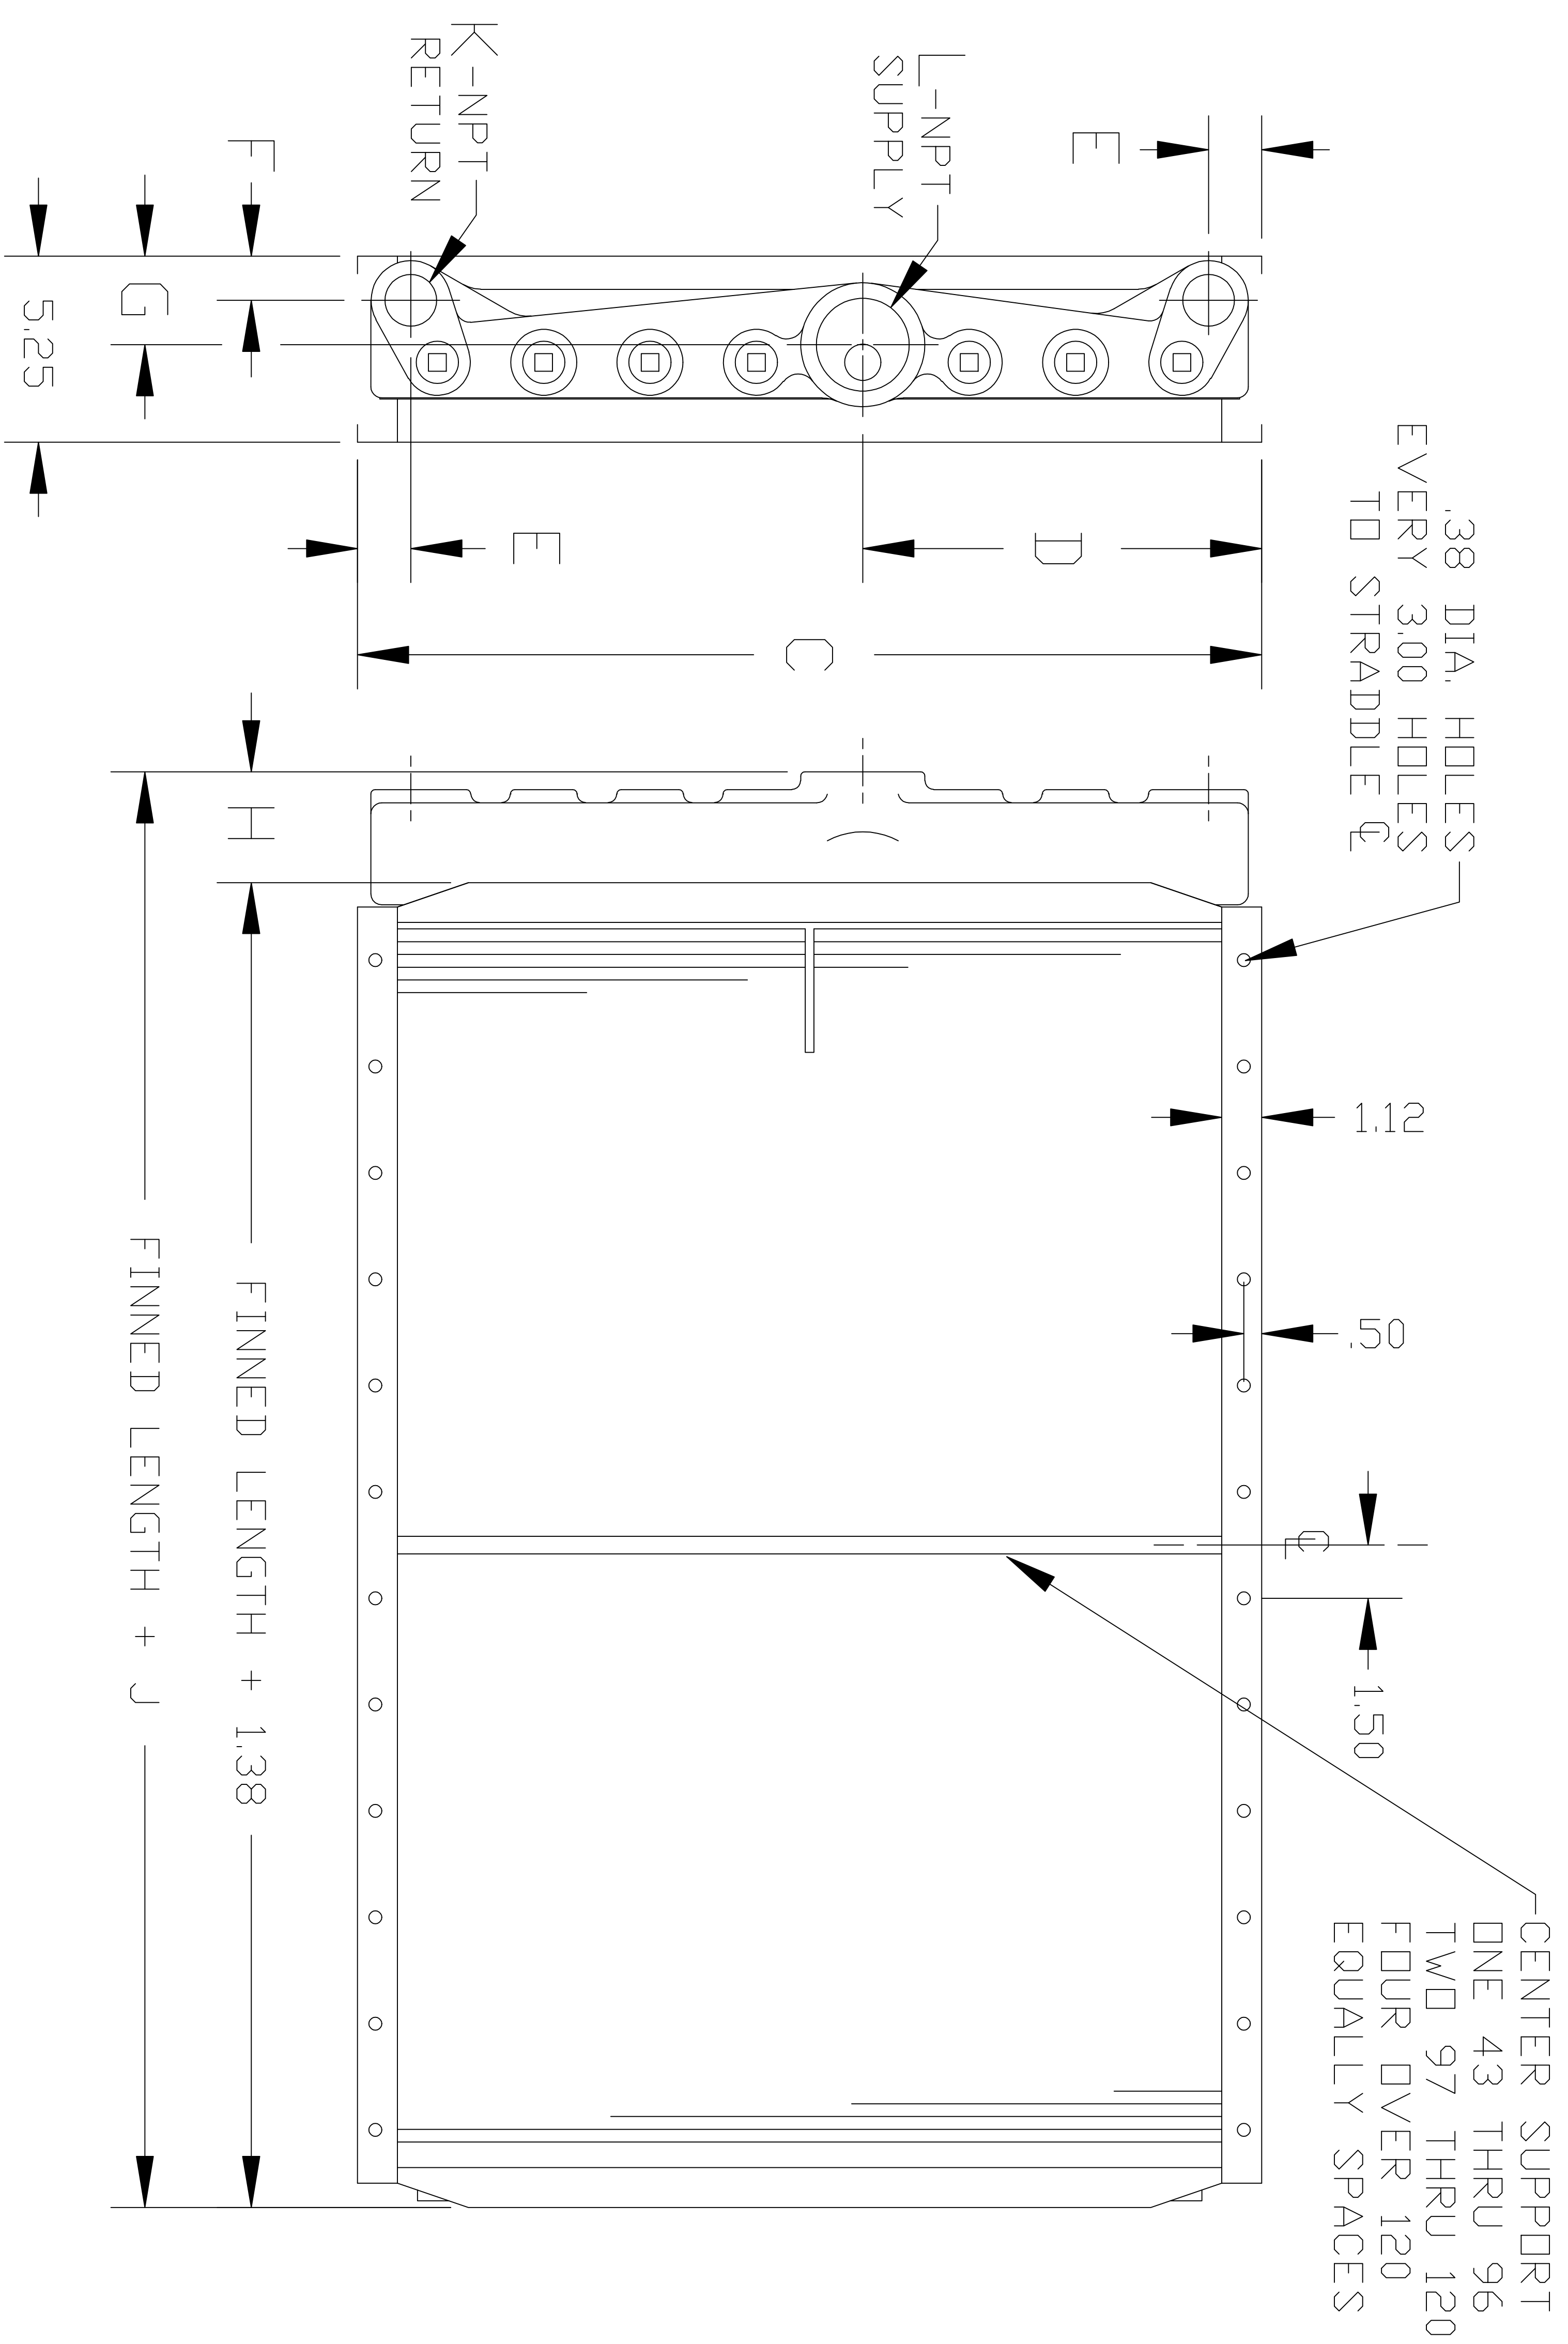 K-NPT
RETURN
L-NPT
SUPPLY
E
F
G
5.25
E
D
C
.38 DIA. HOLES
EVERY 3.00 HOLES
TO STRADDLE ℄
H
1.12
.50
℄
1.50
FINNED LENGTH + 1.38
FINNED LENGTH + J
CENTER SUPPORT
ONE 43 THRU 96
TWO 97 THRU 120
FOUR OVER 120
EQUALLY SPACES